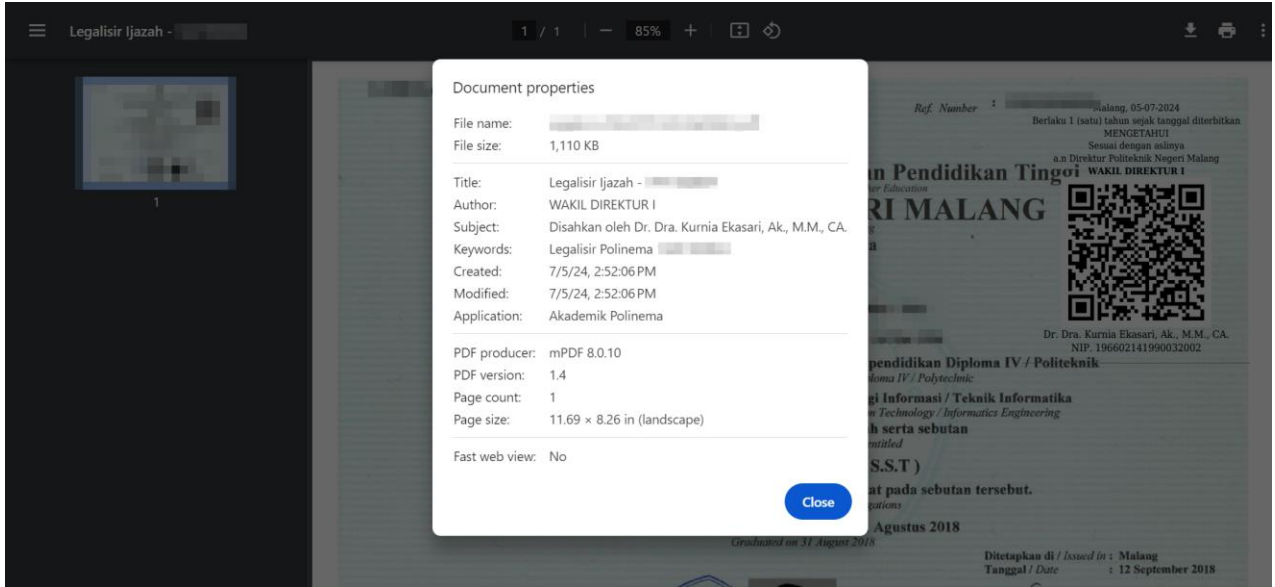 Legalisir Ijazah -
1 / 1
85%
1
Document properties
File name:
File size: 1,110 KB
Title: Legalisir Ijazah -
Author: WAKIL DIREKTUR I
Subject: Disahkan oleh Dr. Dra. Kurnia Ekasari, Ak., M.M., CA.
Keywords: Legalisir Polinema
Created: 7/5/24, 2:52:06 PM
Modified: 7/5/24, 2:52:06 PM
Application: Akademik Polinema
PDF producer: mPDF 8.0.10
PDF version: 1.4
Page count: 1
Page size: 11.69 × 8.26 in (landscape)
Fast web view: No
Close
Ref. Number :
Malang, 05-07-2024
Berlaku 1 (satu) tahun sejak tanggal diterbitkan
MENGETAHUI
Sesuai dengan aslinya
a.n Direktur Politeknik Negeri Malang
WAKIL DIREKTUR I
Pendidikan Tinggi
Education
RI MALANG
Dr. Dra. Kurnia Ekasari, Ak., M.M., CA.
NIP. 196602141990032002
pendidikan Diploma IV / Politeknik
IV / Polytechnic
Informasi / Teknik Informatika
Technology / Informatics Engineering
serta sebutan
S.S.T )
pada sebutan tersebut.
Agustus 2018
Graduated on 31 August 2018
Ditetapkan di / Issued in : Malang
Tanggal / Date : 12 September 2018